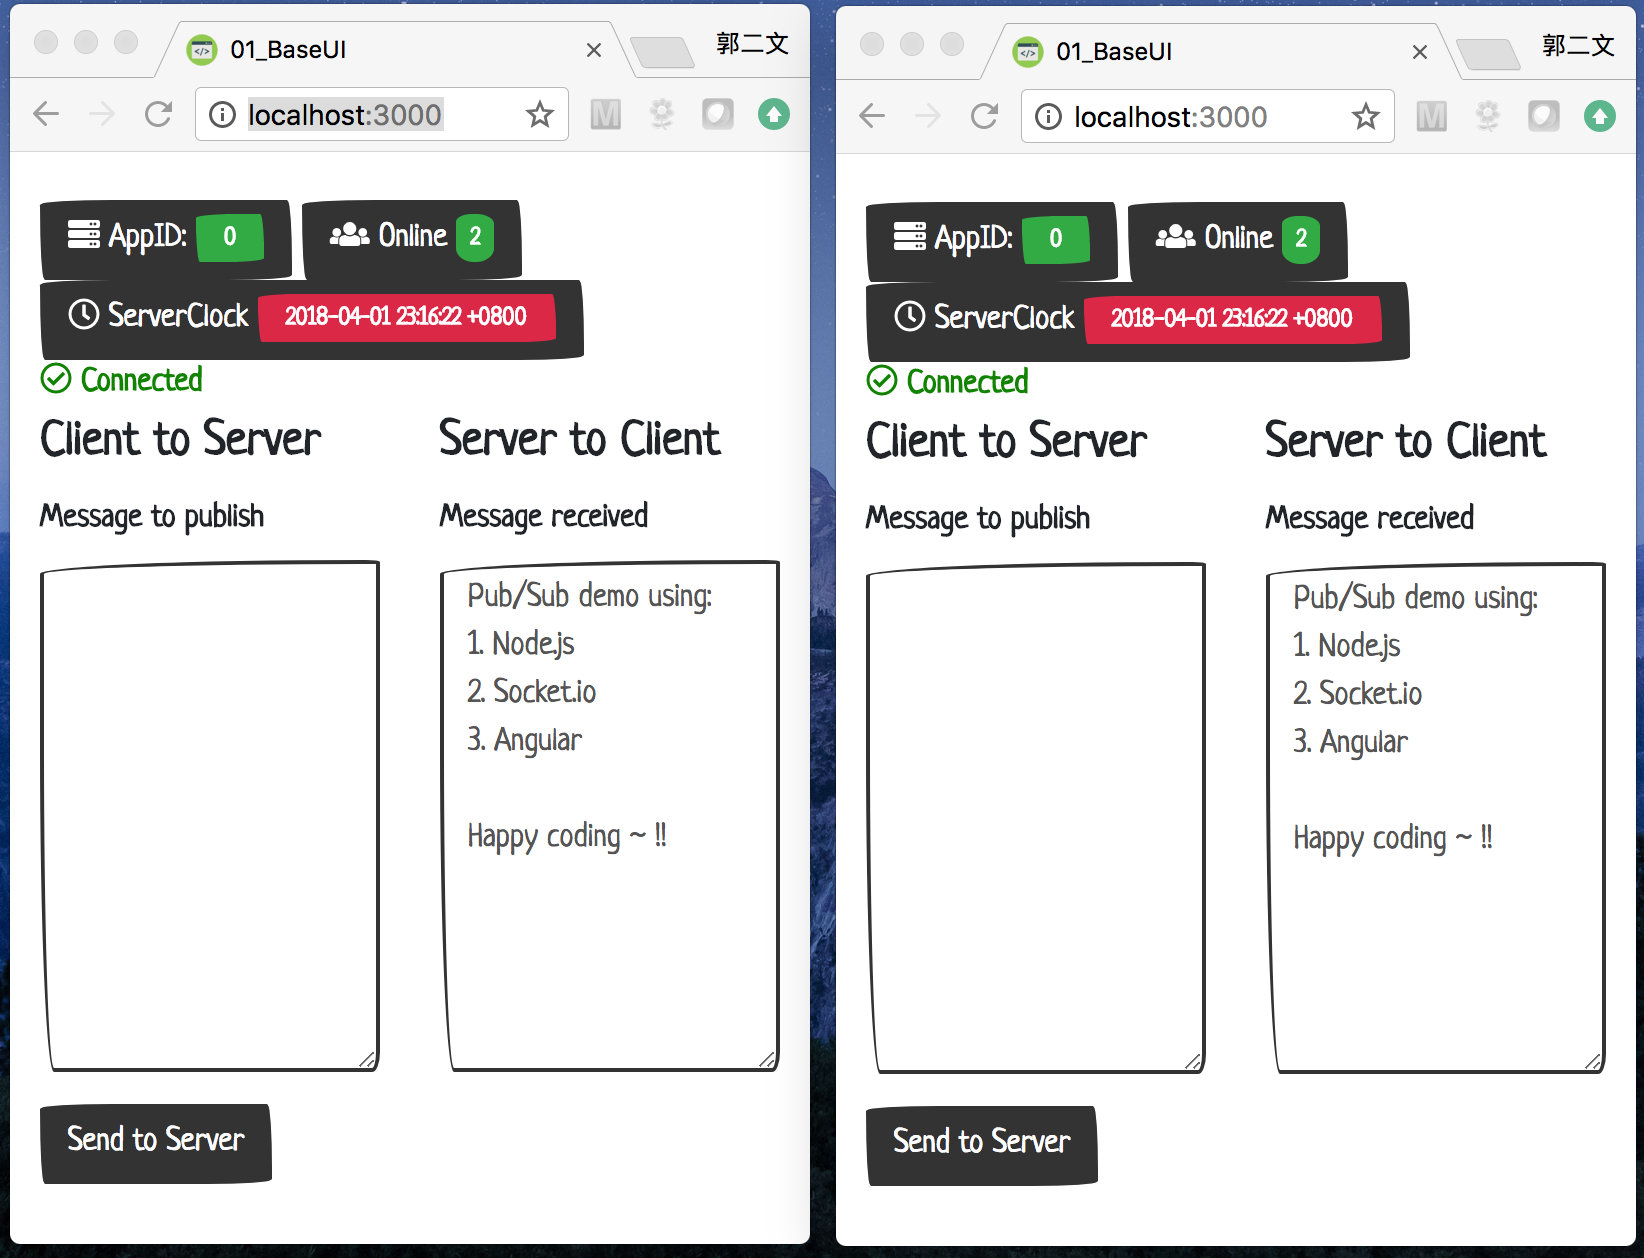 01_BaseUI
郭二文
localhost:3000
AppID: 0
Online 2
ServerClock 2018-04-01 23:16:22 +0800
Connected
Client to Server
Message to publish
Send to Server
Server to Client
Message received
Pub/Sub demo using:
1. Node.js
2. Socket.io
3. Angular
Happy coding ~ !!
01_BaseUI
郭二文
localhost:3000
AppID: 0
Online 2
ServerClock 2018-04-01 23:16:22 +0800
Connected
Client to Server
Message to publish
Send to Server
Server to Client
Message received
Pub/Sub demo using:
1. Node.js
2. Socket.io
3. Angular
Happy coding ~ !!